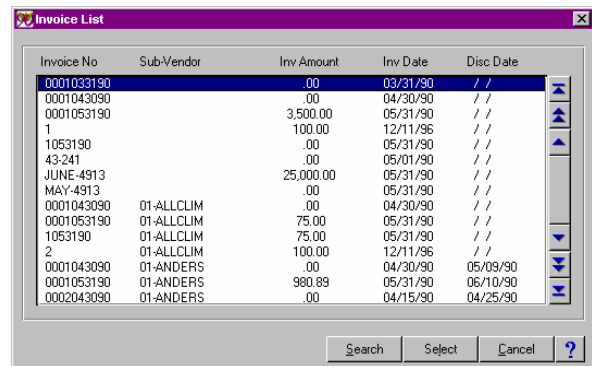 Invoice List
Invoice No Sub-Vendor Inv Amount Inv Date Disc Date
0001033190 .00 03/31/90 / /
0001043090 .00 04/30/90 / /
0001053190 3,500.00 05/31/90 / /
1 100.00 12/11/96 / /
1053190 .00 05/31/90 / /
43-241 .00 05/01/90 / /
JUNE-4913 25,000.00 05/31/90 / /
MAY-4913 .00 05/31/90 / /
0001043090 01-ALLCLIM .00 04/30/90 / /
0001053190 01-ALLCLIM 75.00 05/31/90 / /
1053190 01-ALLCLIM 75.00 05/31/90 / /
2 01-ALLCLIM 100.00 12/11/96 / /
0001043090 01-ANDERS .00 04/30/90 05/09/90
0001053190 01-ANDERS 980.89 05/31/90 06/10/90
0002043090 01-ANDERS .00 04/15/90 04/25/90
Search Select Cancel ?